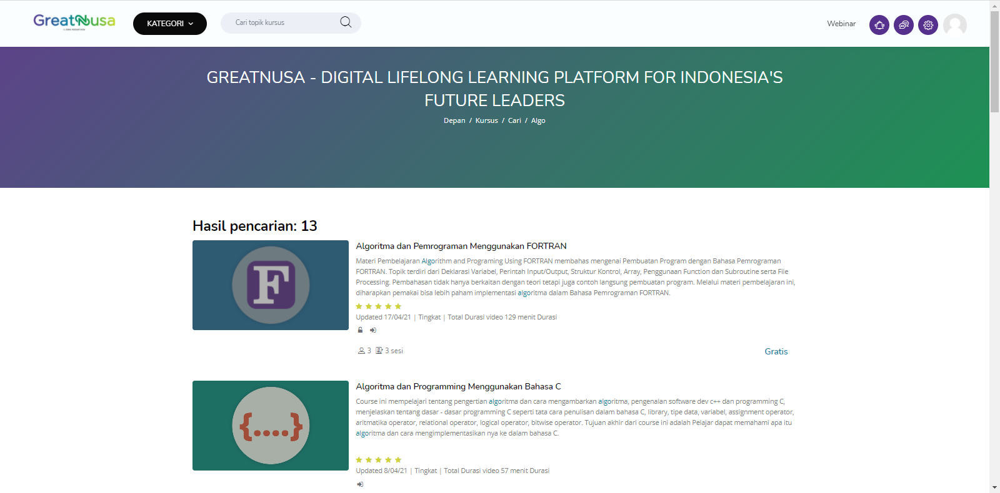 GreatNusa
KATEGORI
Cari topik kursus
Webinar
GREATNUSA - DIGITAL LIFELONG LEARNING PLATFORM FOR INDONESIA'S
FUTURE LEADERS
Depan / Kursus / Cari / Algo
Hasil pencarian: 13
F
Algoritma dan Pemrograman Menggunakan FORTRAN
Materi Pembelajaran Algorithm and Programing Using FORTRAN membahas mengenai Pembuatan Program dengan Bahasa Pemrograman
FORTRAN. Topik terdiri dari Deklarasi Variabel, Perintah Input/Output, Struktur Kontrol, Array, Penggunaan Function dan Subroutine serta File
Processing. Pembahasan tidak hanya berkaitan dengan teori tetapi juga contoh langsung pembuatan program. Melalui materi pembelajaran ini,
diharapkan pemakai bisa lebih paham implementasi algoritma dalam Bahasa Pemrograman FORTRAN.
Updated 17/04/21 | Tingkat | Total Durasi video 129 menit Durasi
3 3 sesi
Gratis
{....}
Algoritma dan Programming Menggunakan Bahasa C
Course ini mempelajari tentang pengertian algoritma dan cara mengambarkan algoritma, pengenalan software dev c++ dan programming C,
menjelaskan tentang dasar - dasar programming C seperti tata cara penulisan dalam bahasa C, library, tipe data, variabel, assignment operator,
aritmatika operator, relational operator, logical operator, bitwise operator. Tujuan akhir dari course ini adalah Pelajar dapat memahami apa itu
algoritma dan cara mengimplementasikan nya ke dalam bahasa C.
Updated 8/04/21 | Tingkat | Total Durasi video 57 menit Durasi